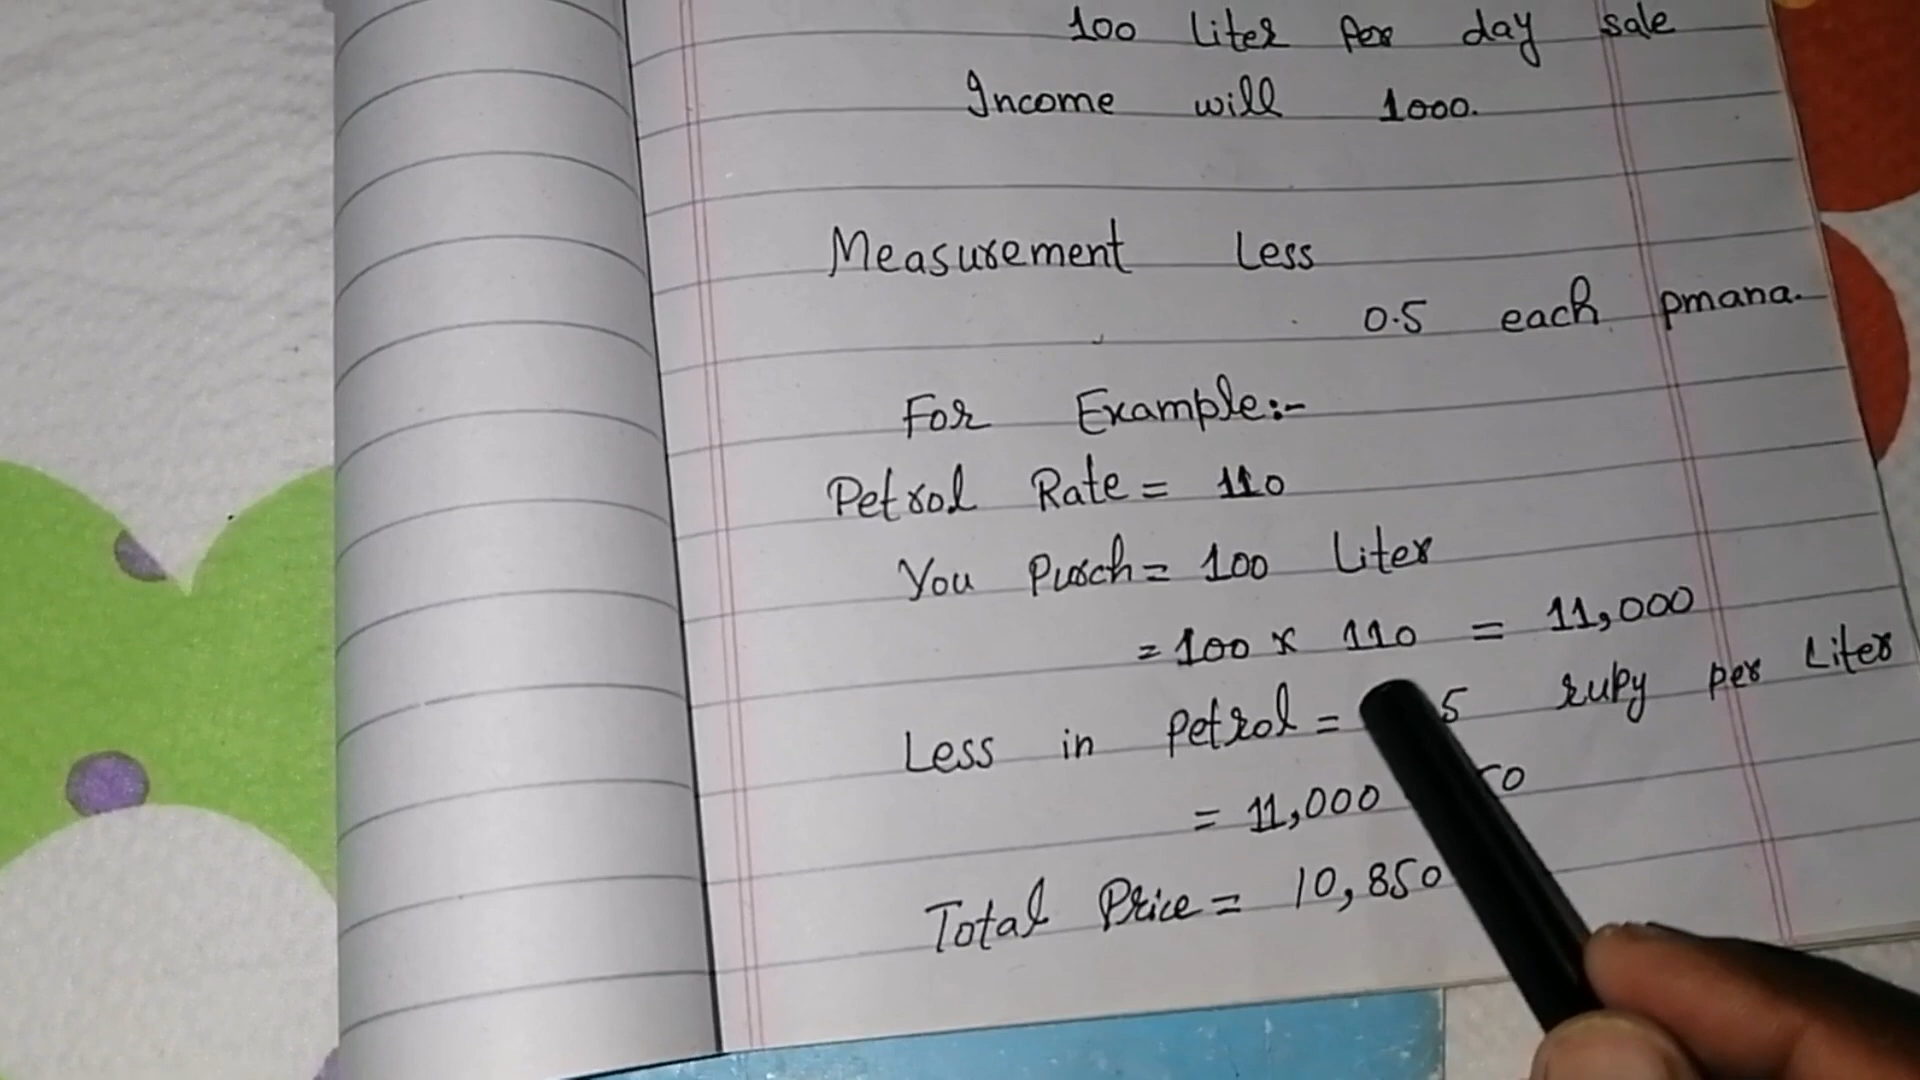 100 Liter Per day sale
Income will 1000.
Measurement Less
0.5 each pmana.
For Example:-
Petrol Rate = 110
You Purch = 100 Liter
= 100 x 110 = 11,000
Less in Petrol = 5 rupy per Liter
= 11,000
Total Price = 10,850